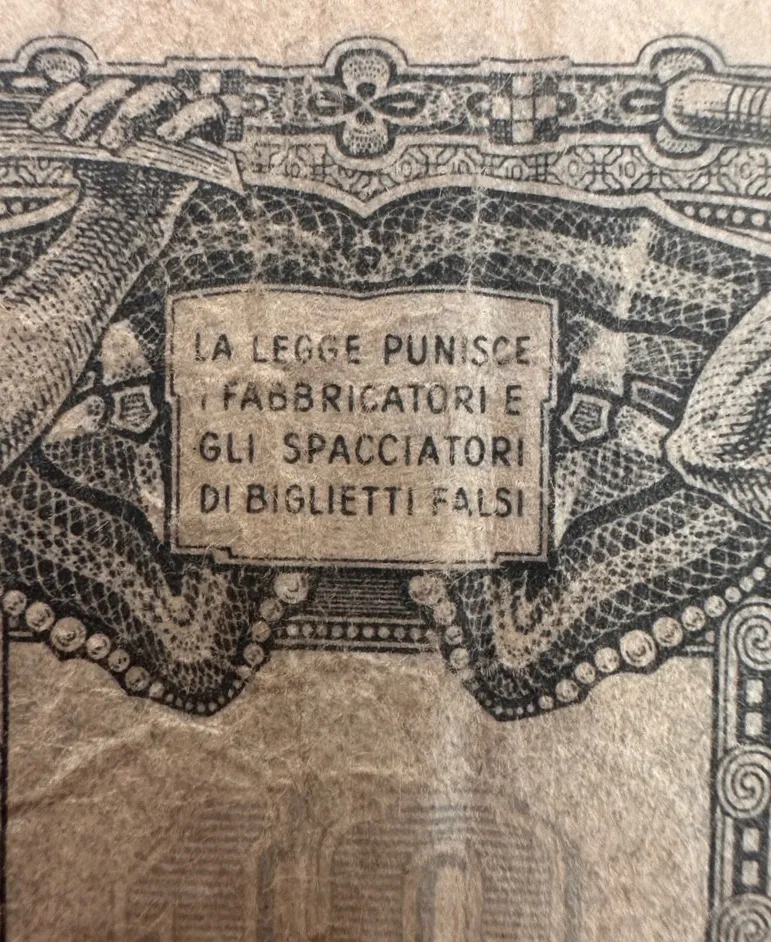 LA LEGGE PUNISCE
I FABBRICATORI E
GLI SPACCIATORI
DI BIGLIETTI FALSI